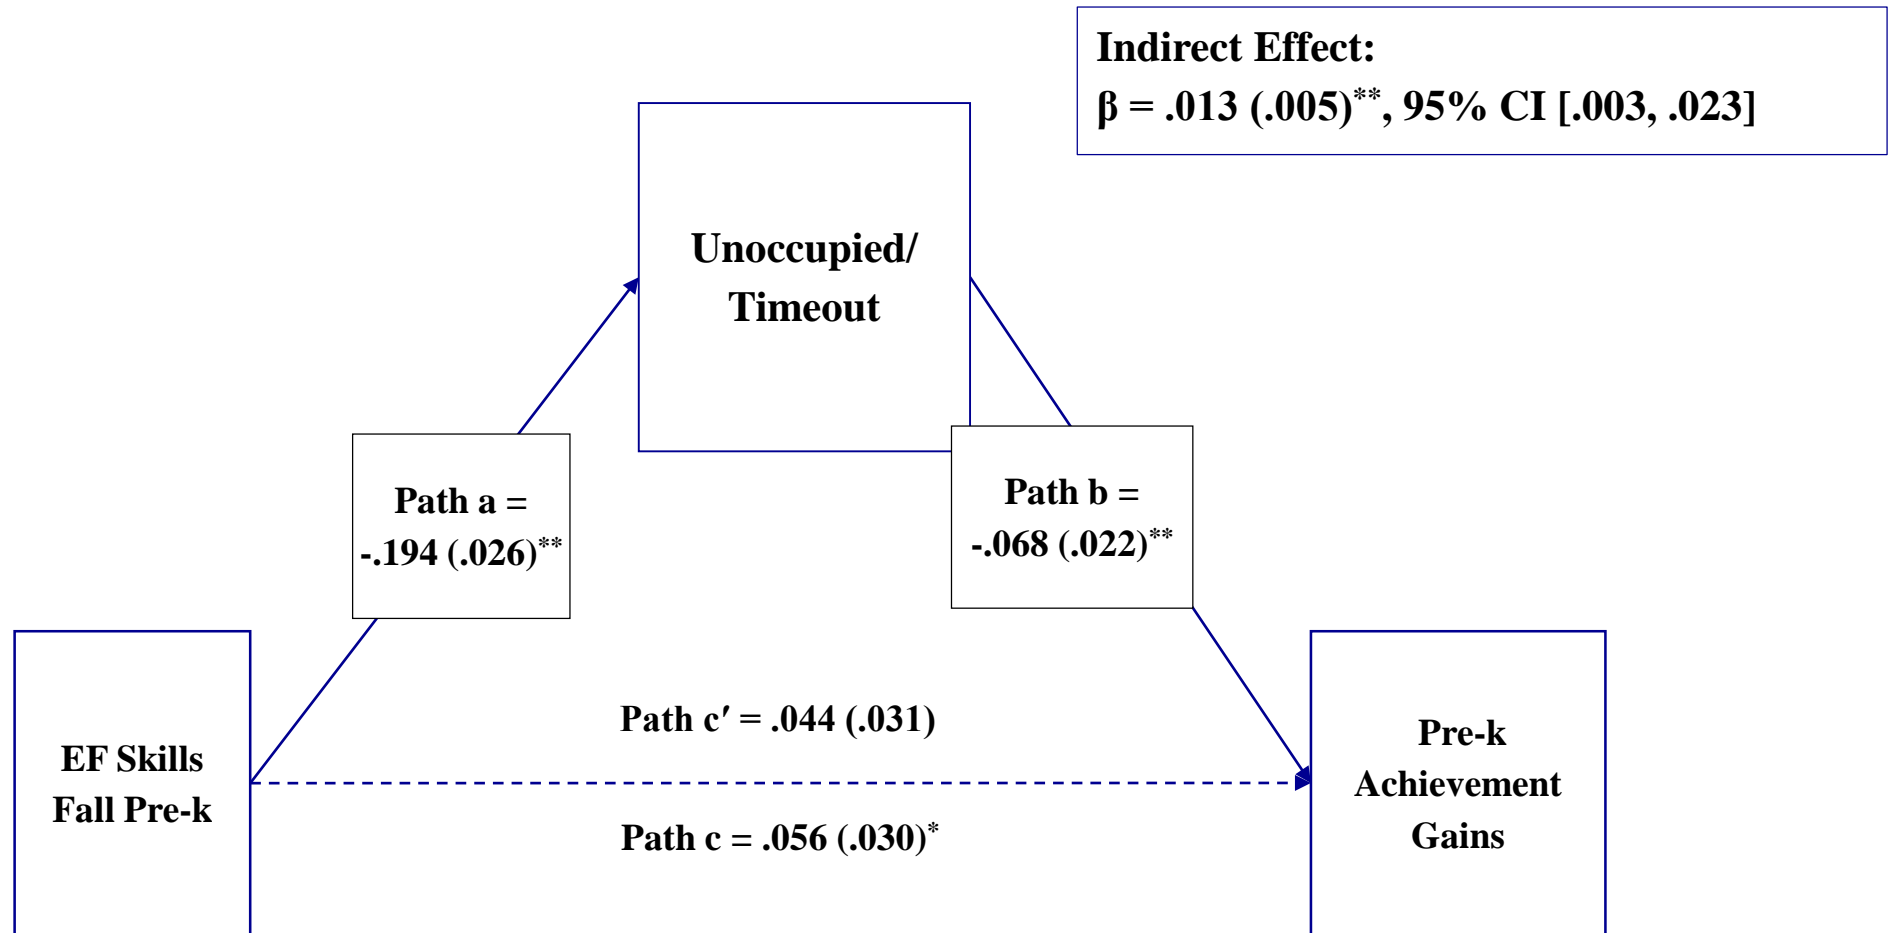 Indirect Effect:
β = .013 (.005)**, 95% CI [.003, .023]
Unoccupied/
Timeout
Path a =
-.194 (.026)**
Path b =
-.068 (.022)**
EF Skills
Fall Pre-k
Path c′ = .044 (.031)
Path c = .056 (.030)*
Pre-k
Achievement
Gains